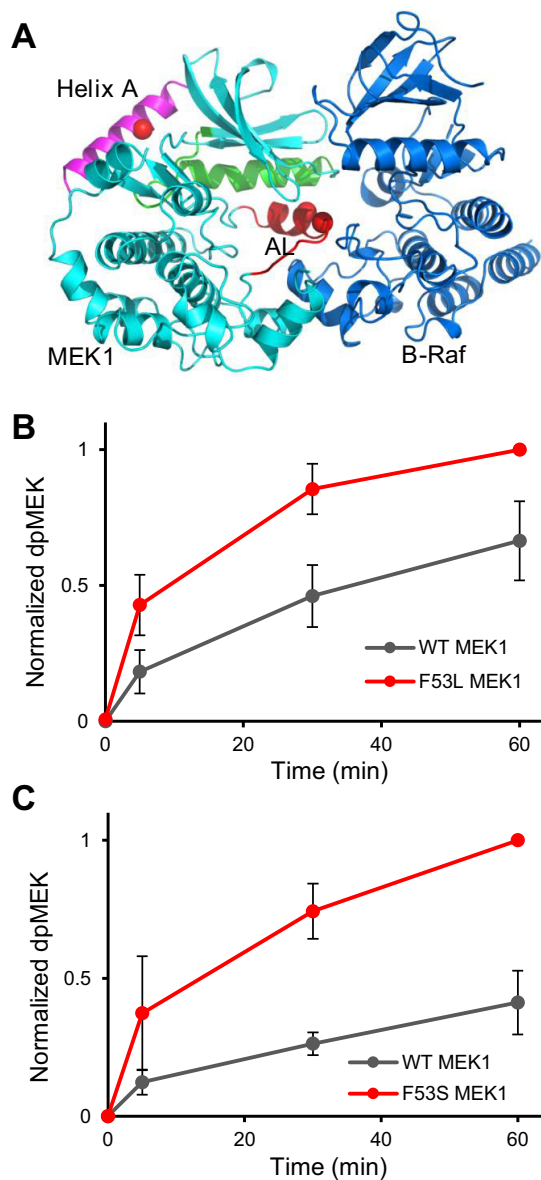 A
Helix A
AL
MEK1
B-Raf
B
Normalized dpMEK
1
0.5
0
WT MEK1
F53L MEK1
0
20
40
60
Time (min)
C
Normalized dpMEK
1
0.5
0
WT MEK1
F53S MEK1
0
20
40
60
Time (min)